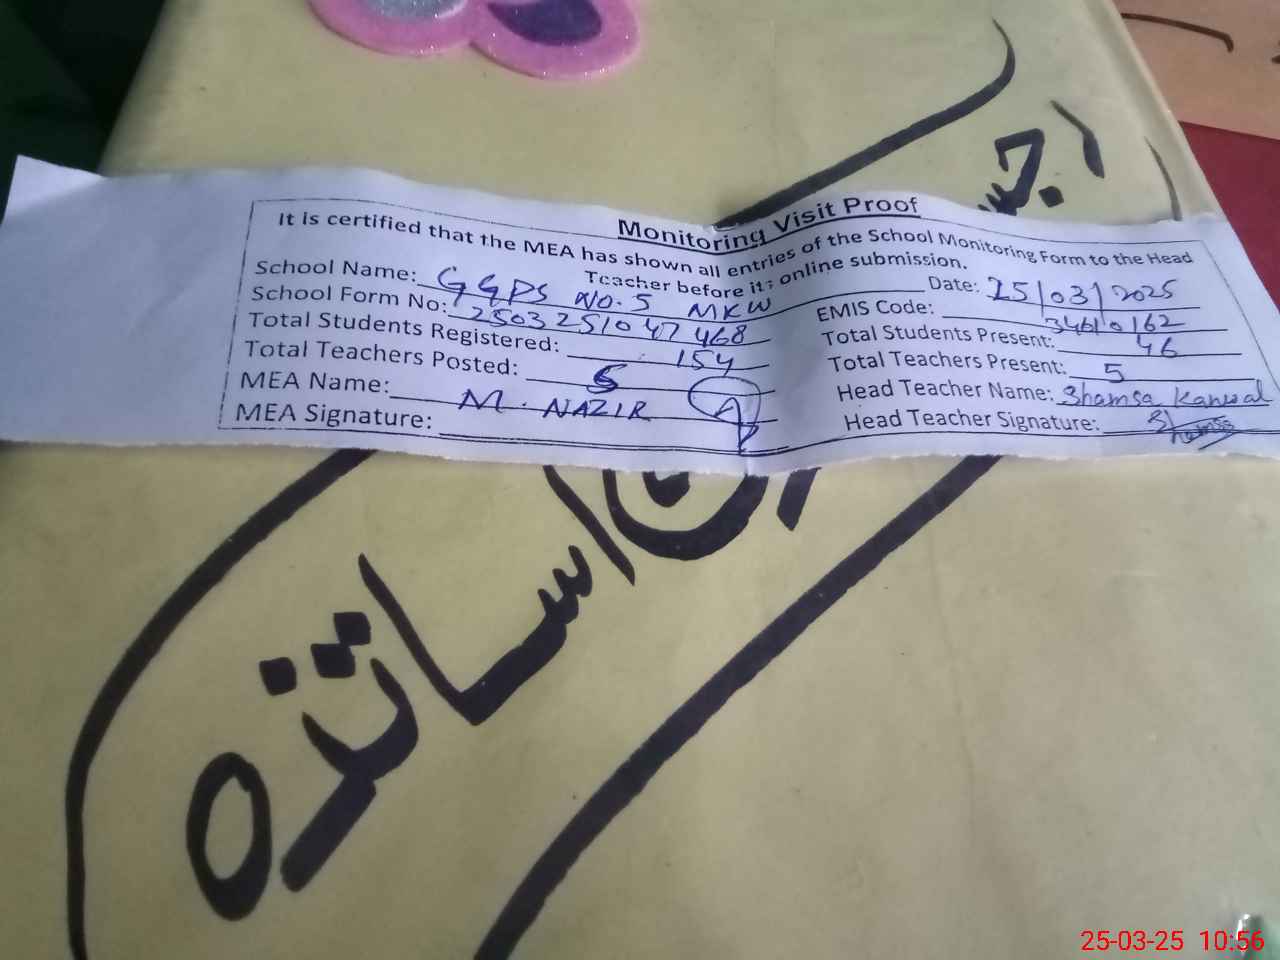 Monitoring Visit Proof
It is certified that the MEA has shown all entries of the School Monitoring Form to the Head
Teacher before its online submission.
School Name: GGPS NO. 5 MKW Date: 25/03/2025
School Form No: 2503251047468 EMIS Code: 34610162
Total Students Registered: 154 Total Students Present: 46
Total Teachers Posted: 5 Total Teachers Present: 5
MEA Name: M. NAZIR Head Teacher Name: Shamsa Kanwal
MEA Signature: Head Teacher Signature: Shamsa
اساتذہ
25-03-25 10:56